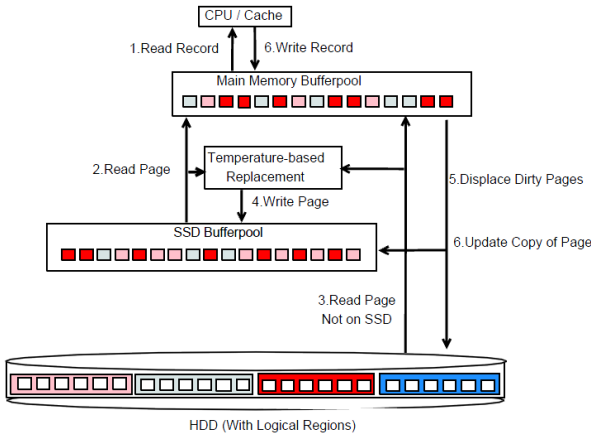 CPU / Cache
1.Read Record
6.Write Record
Main Memory Bufferpool
2.Read Page
Temperature-based
Replacement
5.Displace Dirty Pages
4.Write Page
SSD Bufferpool
6.Update Copy of Page
3.Read Page
Not on SSD
HDD (With Logical Regions)